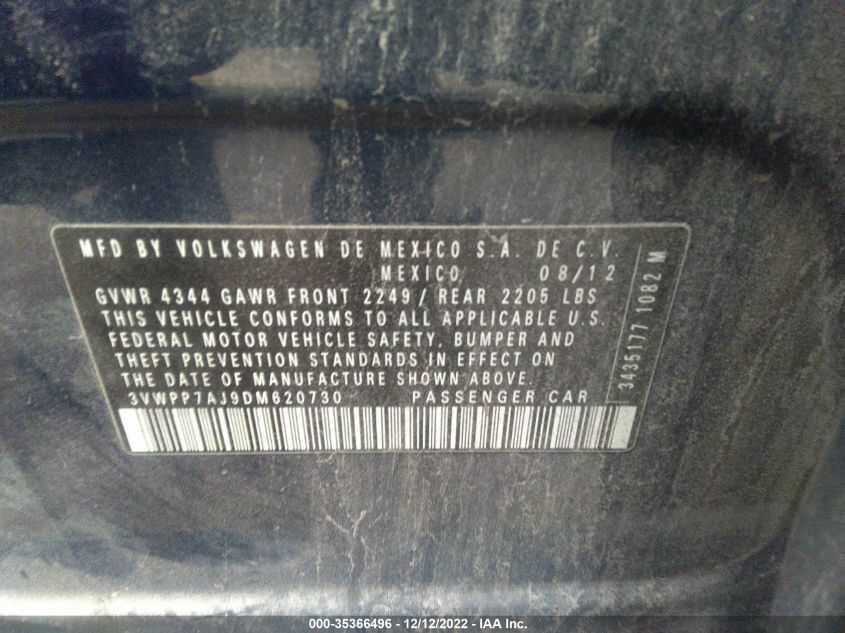 MFD BY VOLKSWAGEN DE MEXICO S.A. DE C.V.
MEXICO 08/12
GVWR 4344 GAWR FRONT 2249/ REAR 2205 LBS
THIS VEHICLE CONFORMS TO ALL APPLICABLE U.S.
FEDERAL MOTOR VEHICLE SAFETY, BUMPER AND
THEFT PREVENTION STANDARDS IN EFFECT ON
THE DATE OF MANUFACTURE SHOWN ABOVE.
3VWPP7AJ9DM620730 PASSENGER CAR
3435177 1082 M
000-35366496 - 12/12/2022 - IAA Inc.